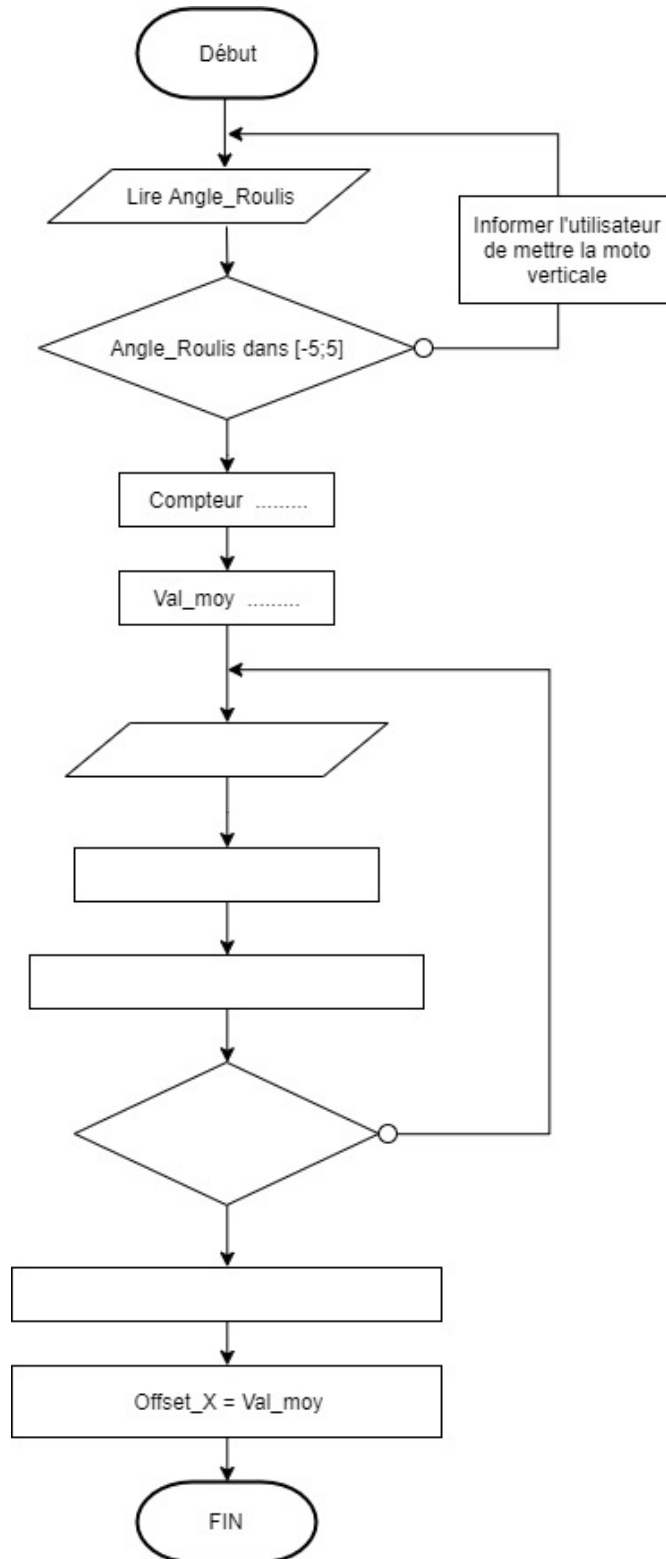 Début
Lire Angle_Roulis
Informer l'utilisateur
de mettre la moto
verticale
Angle_Roulis dans [-5;5]
Compteur .........
Val_moy .........
Offset_X = Val_moy
FIN